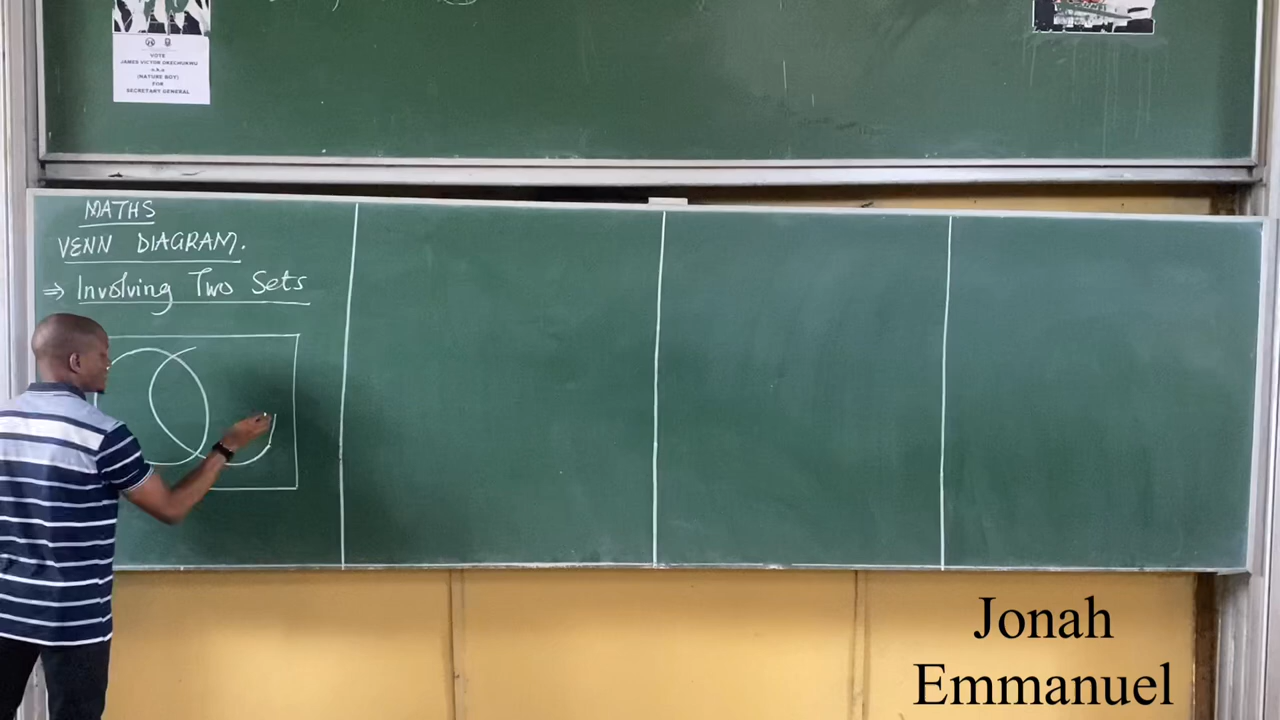 VOTE
JAMES VICTOR OKECHUKWU
a.k.a
(NATURE BOY)
FOR
SECRETARY GENERAL
MATHS
VENN DIAGRAM.
⇒ Involving Two Sets
Jonah
Emmanuel